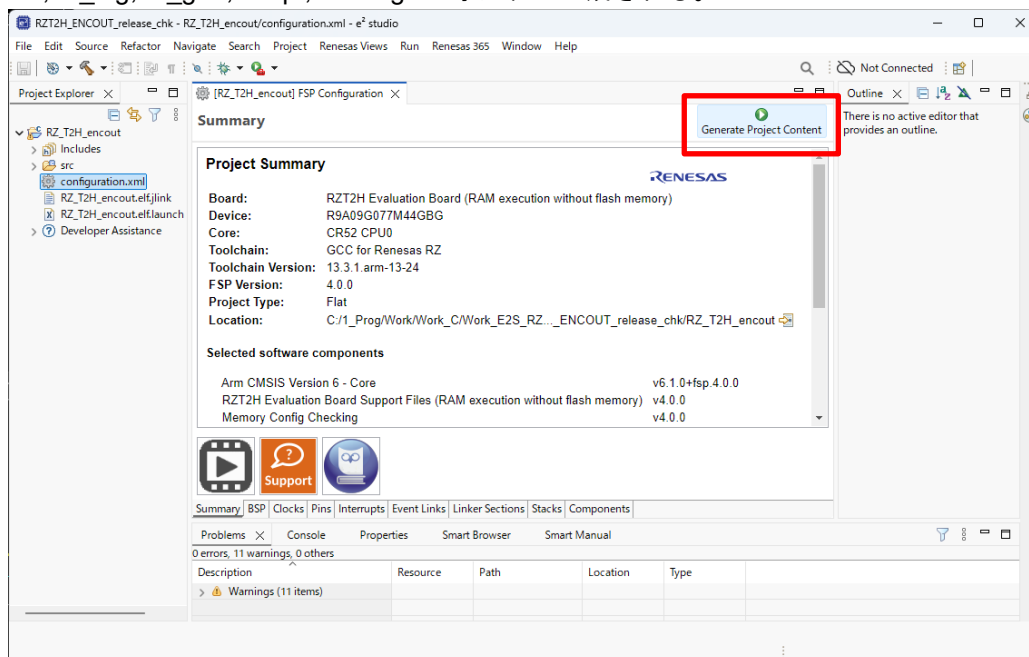 RZT2H_ENCOUT_release_chk - RZ_T2H_encout/configuration.xml - e² studio
File Edit Source Refactor Navigate Search Project Renesas Views Run Renesas 365 Window Help
Not Connected
Project Explorer
[RZ_T2H_encout] FSP Configuration
Outline
RZ_T2H_encout
Includes
src
configuration.xml
RZ_T2H_encout.elf.jlink
RZ_T2H_encout.elf.launch
Developer Assistance
Summary
Generate Project Content
There is no active editor that
provides an outline.
Project Summary
RENESAS
Board: RZT2H Evaluation Board (RAM execution without flash memory)
Device: R9A09G077M44GBG
Core: CR52 CPU0
Toolchain: GCC for Renesas RZ
Toolchain Version: 13.3.1.arm-13-24
FSP Version: 4.0.0
Project Type: Flat
Location: C:/1_Prog/Work/Work_C/Work_E2S_RZ..._ENCOUT_release_chk/RZ_T2H_encout
Selected software components
Arm CMSIS Version 6 - Core v6.1.0+fsp.4.0.0
RZT2H Evaluation Board Support Files (RAM execution without flash memory) v4.0.0
Memory Config Checking v4.0.0
Support
Summary BSP Clocks Pins Interrupts Event Links Linker Sections Stacks Components
Problems Console Properties Smart Browser Smart Manual
0 errors, 11 warnings, 0 others
Description Resource Path Location Type
Warnings (11 items)